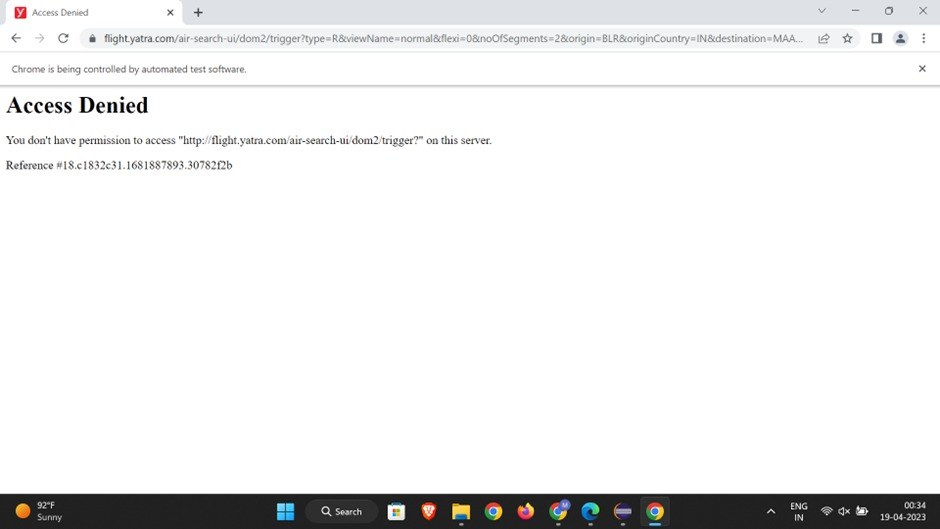 Access Denied
flight.yatra.com/air-search-ui/dom2/trigger?type=R&viewName=normal&flexi=0&noOfSegments=2&origin=BLR&originCountry=IN&destination=MAA...
Chrome is being controlled by automated test software.
Access Denied
You don't have permission to access "http://flight.yatra.com/air-search-ui/dom2/trigger?" on this server.
Reference #18.c1832c31.1681887893.30782f2b
92°F
Sunny
Search
M
ENG
IN
00:34
19-04-2023